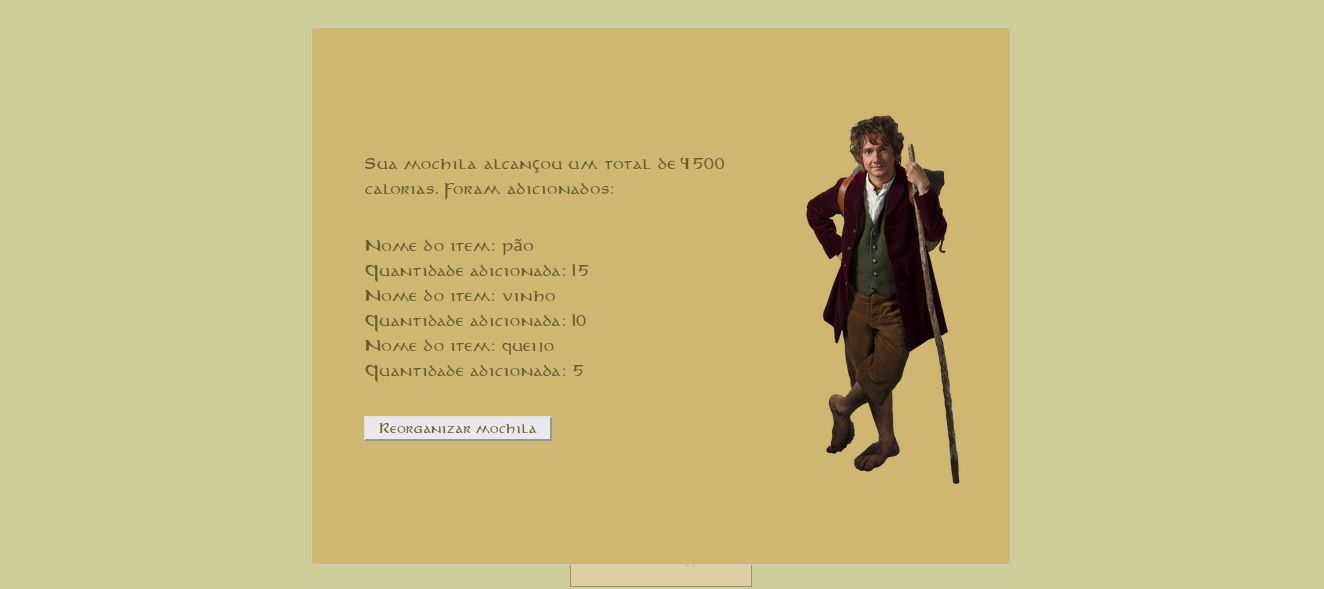 Sua mochila alcançou um total de 4500
calorias. Foram adicionados:
Nome do item: pão
Quantidade adicionada: 15
Nome do item: vinho
Quantidade adicionada: 10
Nome do item: queijo
Quantidade adicionada: 5
Reorganizar mochila